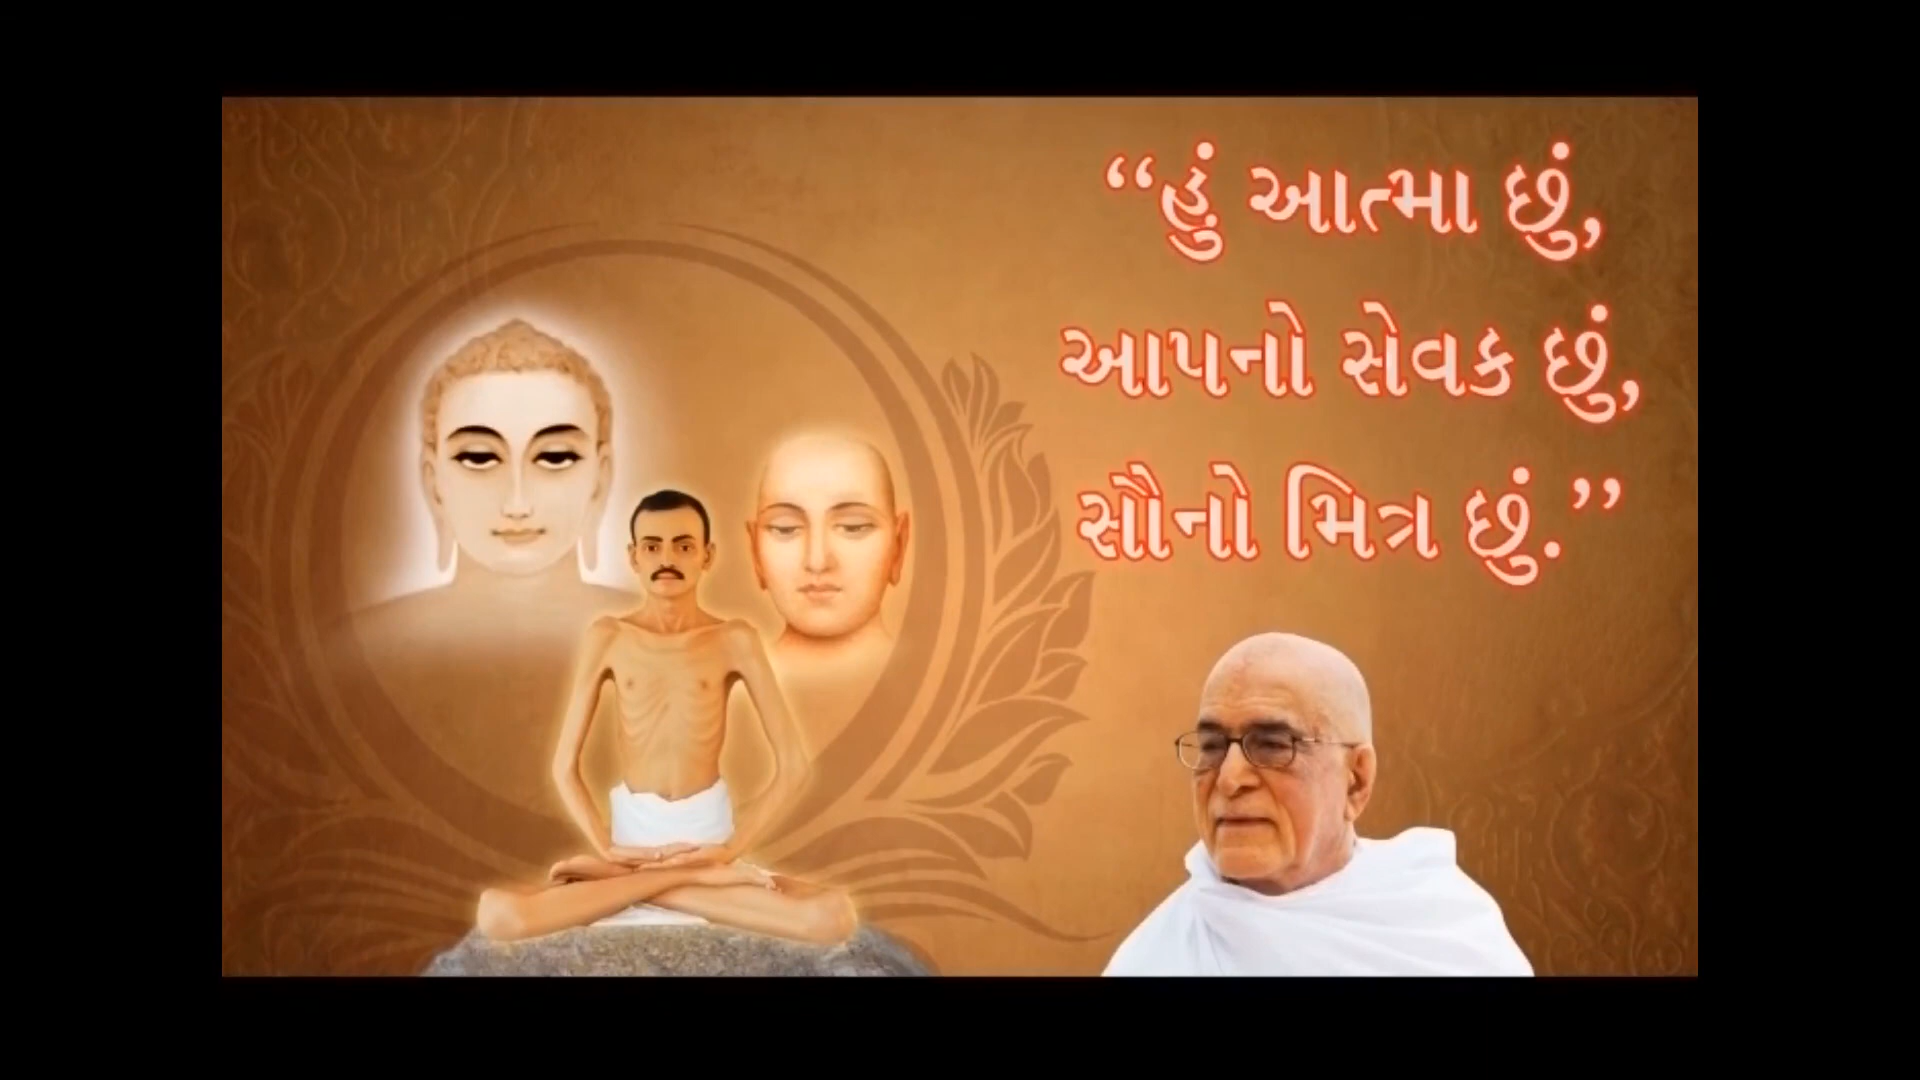 “હું આત્મા છું,
આપનો સેવક છું,
સૌનો મિત્ર છું.”